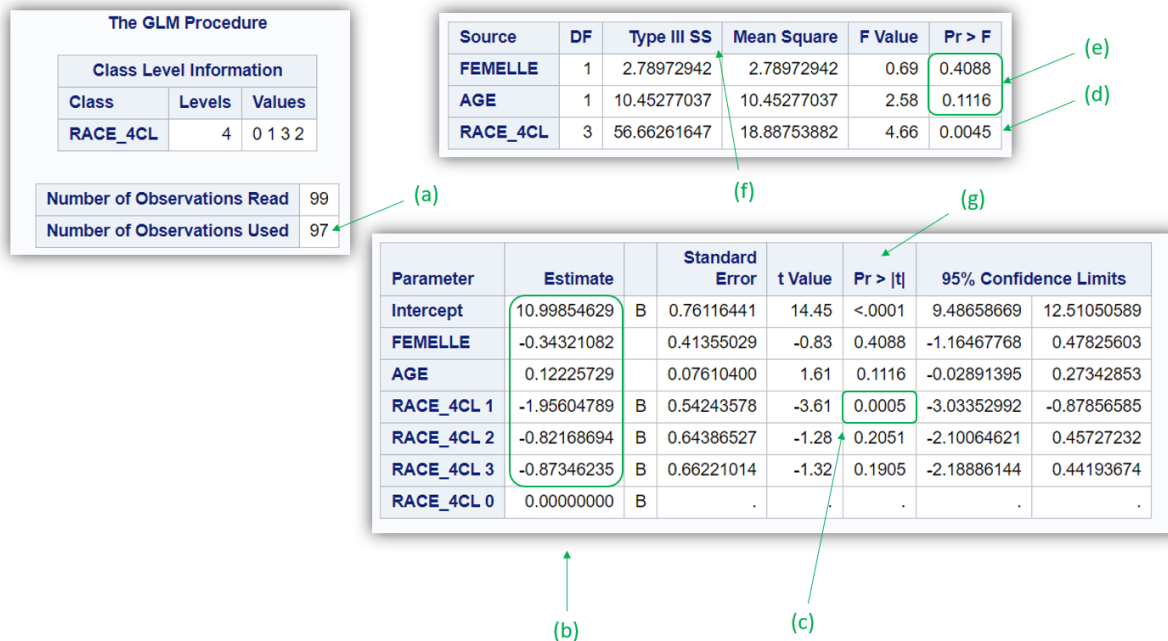 The GLM Procedure
Class Level Information
Class Levels Values
RACE_4CL 4 0 1 3 2
Number of Observations Read 99
Number of Observations Used 97
(a)
Source DF Type III SS Mean Square F Value Pr > F
FEMELLE 1 2.78972942 2.78972942 0.69 0.4088
AGE 1 10.45277037 10.45277037 2.58 0.1116
RACE_4CL 3 56.66261647 18.88753882 4.66 0.0045
(e)
(d)
(f)
(g)
Parameter Estimate Standard Error t Value Pr > |t| 95% Confidence Limits
Intercept 10.99854629 B 0.76116441 14.45 <.0001 9.48658669 12.51050589
FEMELLE -0.34321082 0.41355029 -0.83 0.4088 -1.16467768 0.47825603
AGE 0.12225729 0.07610400 1.61 0.1116 -0.02891395 0.27342853
RACE_4CL 1 -1.95604789 B 0.54243578 -3.61 0.0005 -3.03352992 -0.87856585
RACE_4CL 2 -0.82168694 B 0.64386527 -1.28 0.2051 -2.10064621 0.45727232
RACE_4CL 3 -0.87346235 B 0.66221014 -1.32 0.1905 -2.18886144 0.44193674
RACE_4CL 0 0.00000000 B . . . . .
(b)
(c)